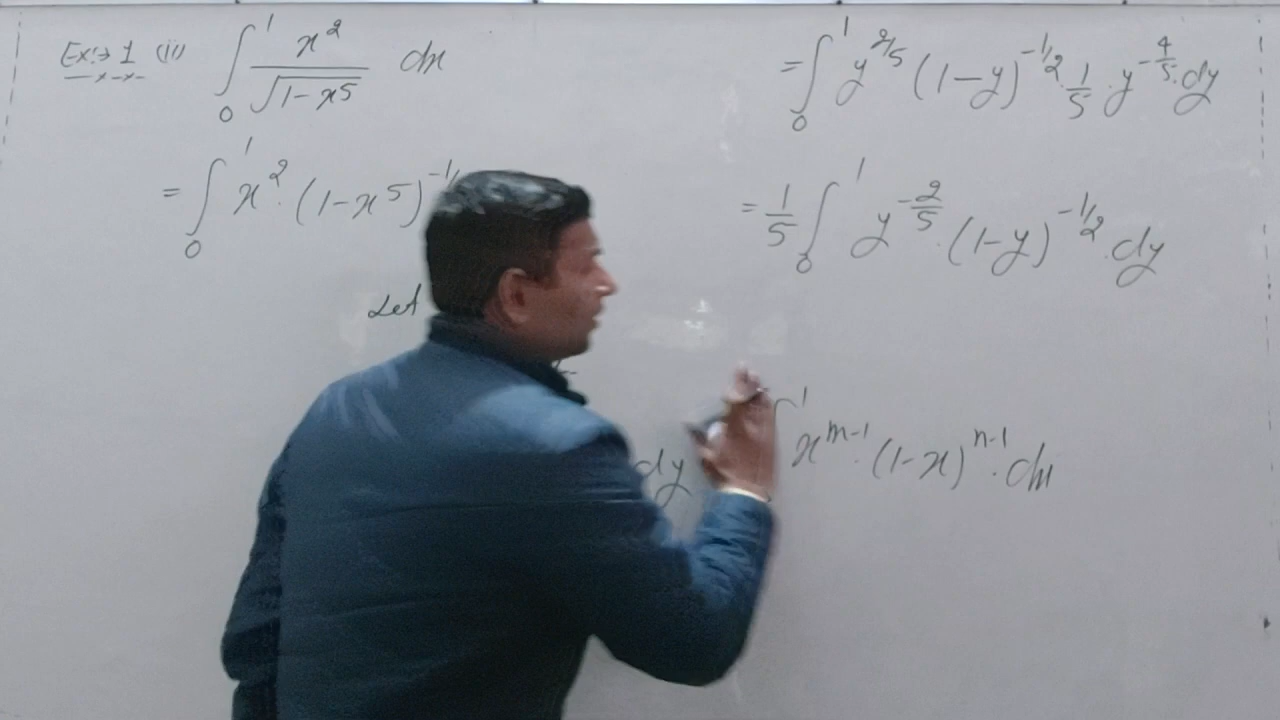 Ex:→ 1 (ii) ∫₀¹ x²/√(1-x⁵) dx
= ∫₀¹ x² · (1-x⁵)^-1/
Let
dy
= ∫₀¹ y^2/5 (1-y)^-1/2 · 1/5 · y^-4/5 · dy
= 1/5 ∫₀¹ y^-2/5 · (1-y)^-1/2 · dy
∫¹ x^m-1 · (1-x)^n-1 · dx